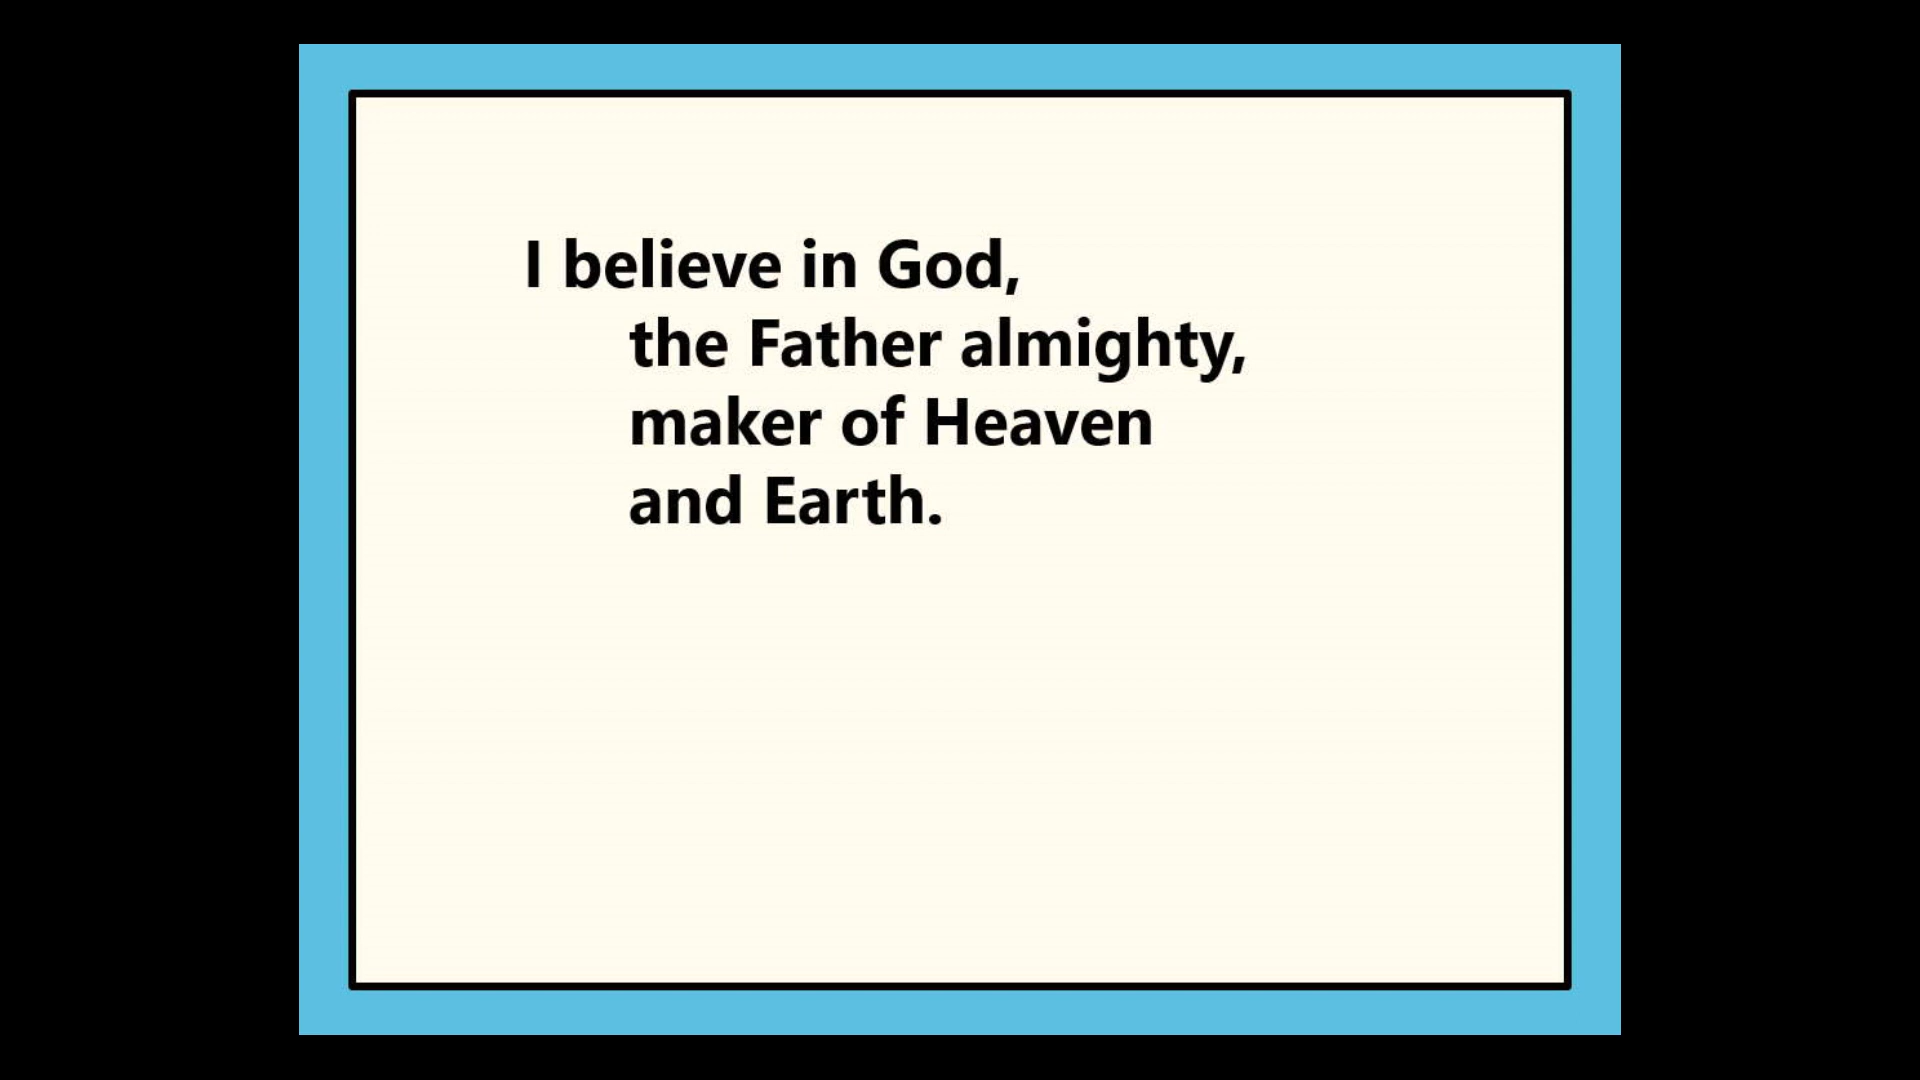 I believe in God,
the Father almighty,
maker of Heaven
and Earth.